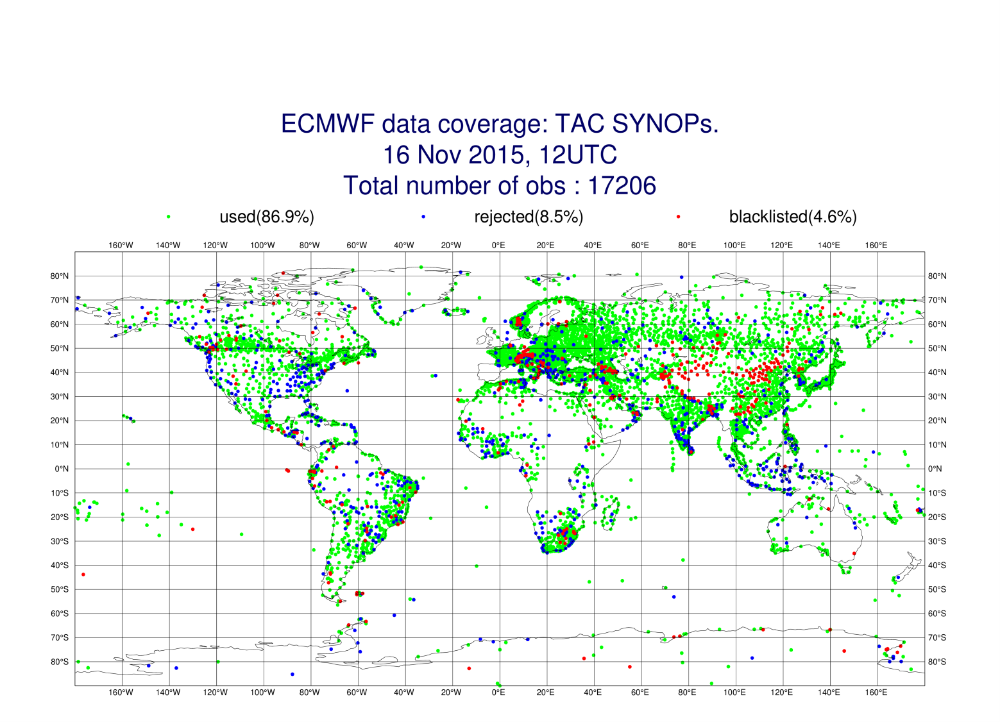 ECMWF data coverage: TAC SYNOPs.
16 Nov 2015, 12UTC
Total number of obs : 17206
used(86.9%) rejected(8.5%) blacklisted(4.6%)
160°W 140°W 120°W 100°W 80°W 60°W 40°W 20°W 0°E 20°E 40°E 60°E 80°E 100°E 120°E 140°E 160°E
80°N 80°N
70°N 70°N
60°N 60°N
50°N 50°N
40°N 40°N
30°N 30°N
20°N 20°N
10°N 10°N
0°N 0°N
10°S 10°S
20°S 20°S
30°S 30°S
40°S 40°S
50°S 50°S
60°S 60°S
70°S 70°S
80°S 80°S
160°W 140°W 120°W 100°W 80°W 60°W 40°W 20°W 0°E 20°E 40°E 60°E 80°E 100°E 120°E 140°E 160°E